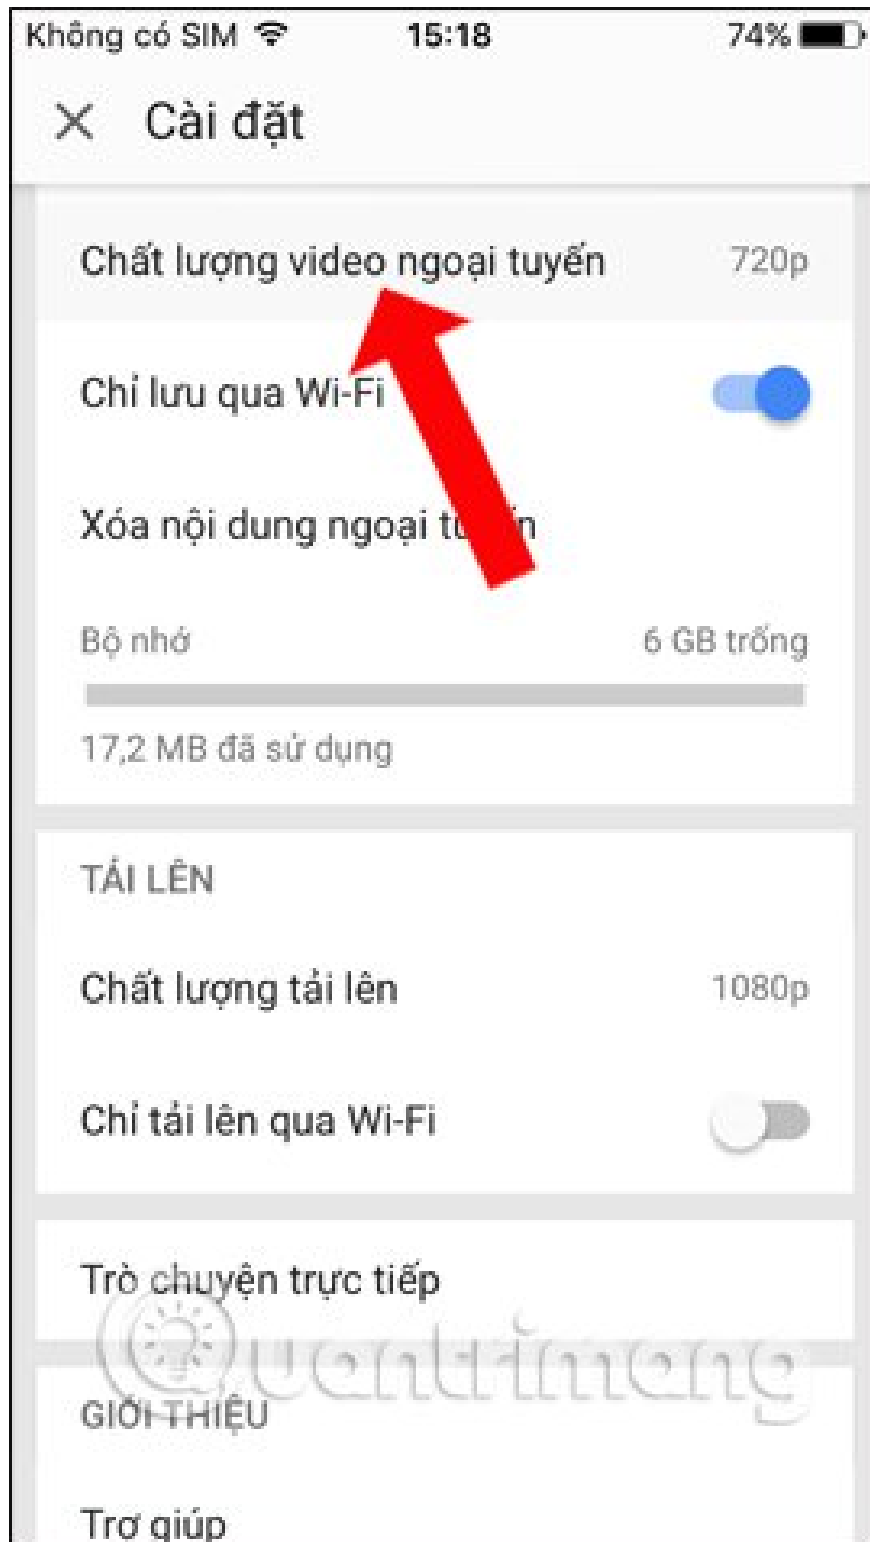 Không có SIM 15:18 74%
Cài đặt
Chất lượng video ngoại tuyến 720p
Chỉ lưu qua Wi-Fi
Xóa nội dung ngoại
Bộ nhớ 6 GB trống
17,2 MB đã sử dụng
TẢI LÊN
Chất lượng tải lên 1080p
Chỉ tải lên qua Wi-Fi
Trò chuyện trực tiếp
Quantrimang
GIỚI THIỆU
Trợ giúp